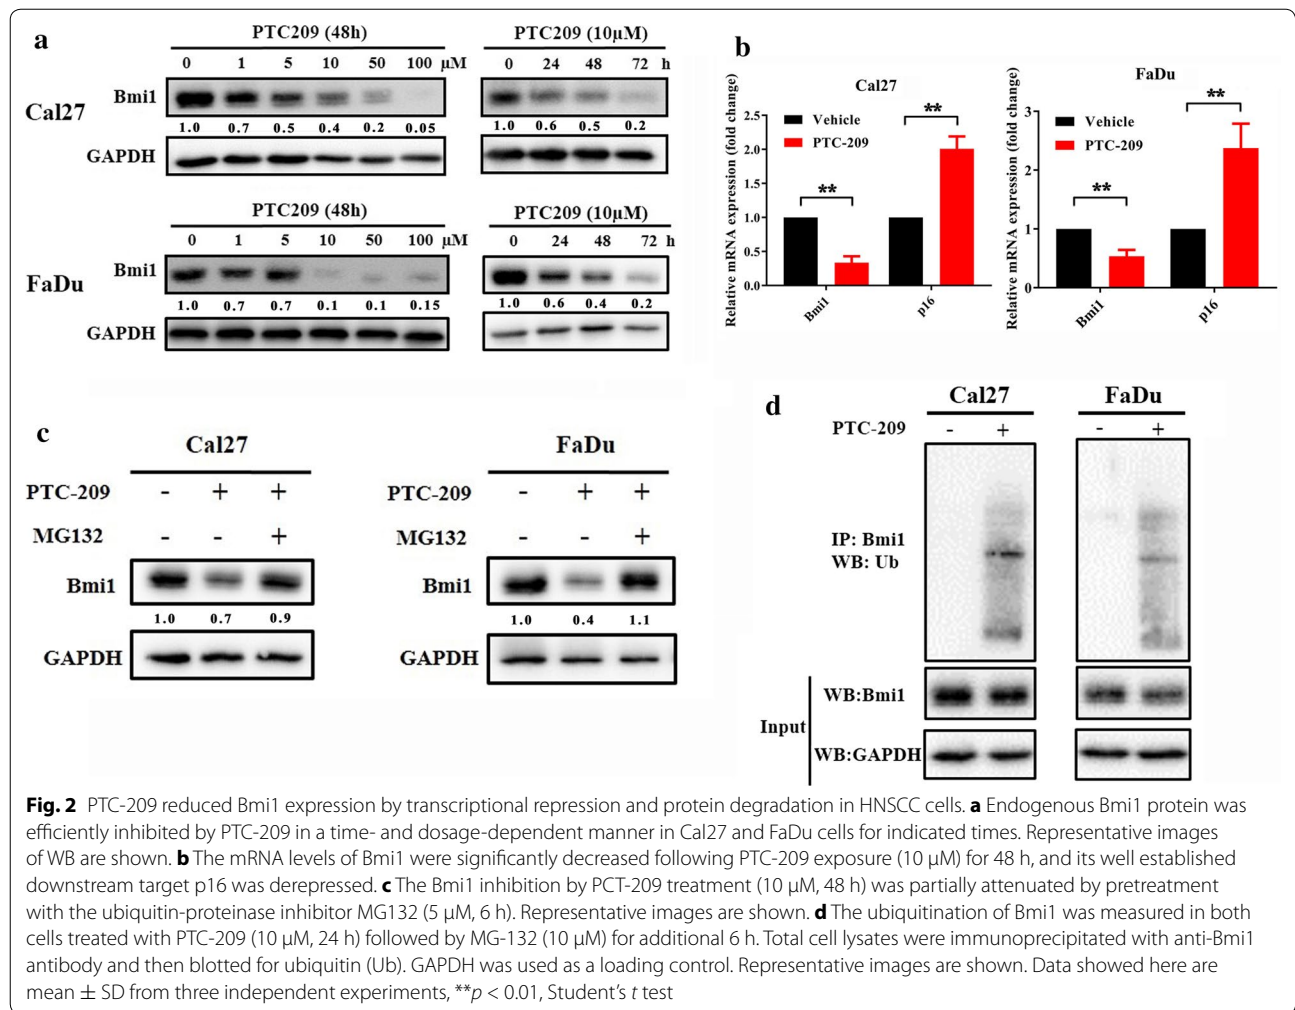 a
PTC209 (48h)
0 1 5 10 50 100 μM
Cal27
Bmi1
1.0 0.7 0.5 0.4 0.2 0.05
GAPDH
PTC209 (10μM)
0 24 48 72 h
1.0 0.6 0.5 0.2
PTC209 (48h)
0 1 5 10 50 100 μM
FaDu
Bmi1
1.0 0.7 0.7 0.1 0.1 0.15
GAPDH
PTC209 (10μM)
0 24 48 72 h
1.0 0.6 0.4 0.2
b
Cal27
Relative mRNA expression (fold change)
2.5
2.0
1.5
1.0
0.5
0.0
Vehicle
PTC-209
**
**
Bmi1
p16
FaDu
Relative mRNA expression (fold change)
3
2
1
0
Vehicle
PTC-209
**
**
Bmi1
p16
c
Cal27
PTC-209 - + +
MG132 - - +
Bmi1
1.0 0.7 0.9
GAPDH
FaDu
PTC-209 - + +
MG132 - - +
Bmi1
1.0 0.4 1.1
GAPDH
d
Cal27 FaDu
PTC-209 - + - +
IP: Bmi1
WB: Ub
Input
WB:Bmi1
WB:GAPDH
Fig. 2 PTC-209 reduced Bmi1 expression by transcriptional repression and protein degradation in HNSCC cells. a Endogenous Bmi1 protein was
efficiently inhibited by PTC-209 in a time- and dosage-dependent manner in Cal27 and FaDu cells for indicated times. Representative images
of WB are shown. b The mRNA levels of Bmi1 were significantly decreased following PTC-209 exposure (10 μM) for 48 h, and its well established
downstream target p16 was derepressed. c The Bmi1 inhibition by PCT-209 treatment (10 μM, 48 h) was partially attenuated by pretreatment
with the ubiquitin-proteinase inhibitor MG132 (5 μM, 6 h). Representative images are shown. d The ubiquitination of Bmi1 was measured in both
cells treated with PTC-209 (10 μM, 24 h) followed by MG-132 (10 μM) for additional 6 h. Total cell lysates were immunoprecipitated with anti-Bmi1
antibody and then blotted for ubiquitin (Ub). GAPDH was used as a loading control. Representative images are shown. Data showed here are
mean ± SD from three independent experiments, **p < 0.01, Student's t test